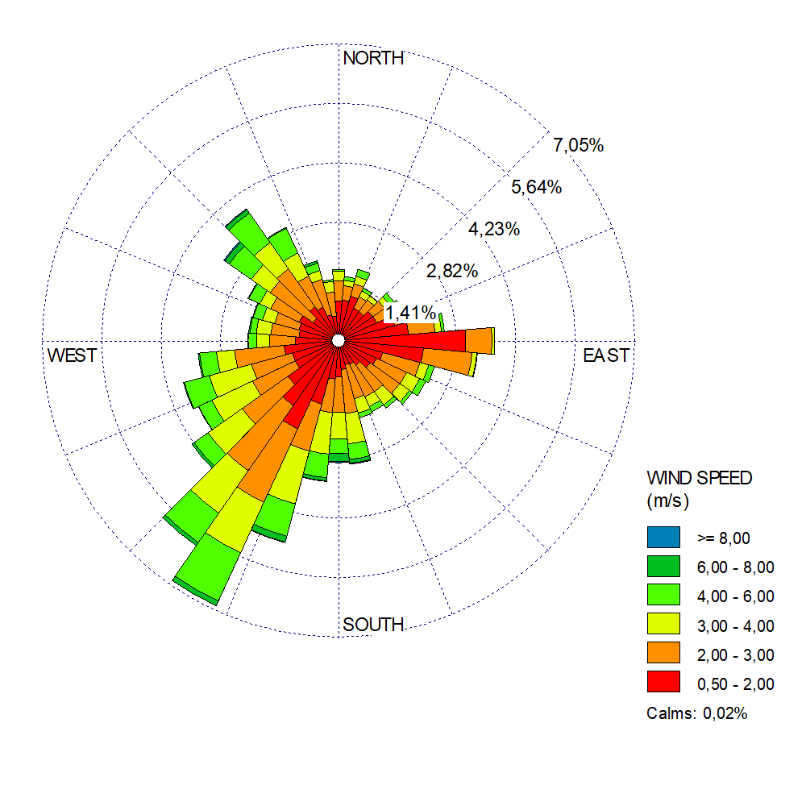 NORTH
7,05%
5,64%
4,23%
2,82%
1,41%
WEST
EAST
SOUTH
WIND SPEED
(m/s)
>= 8,00
6,00 - 8,00
4,00 - 6,00
3,00 - 4,00
2,00 - 3,00
0,50 - 2,00
Calms: 0,02%